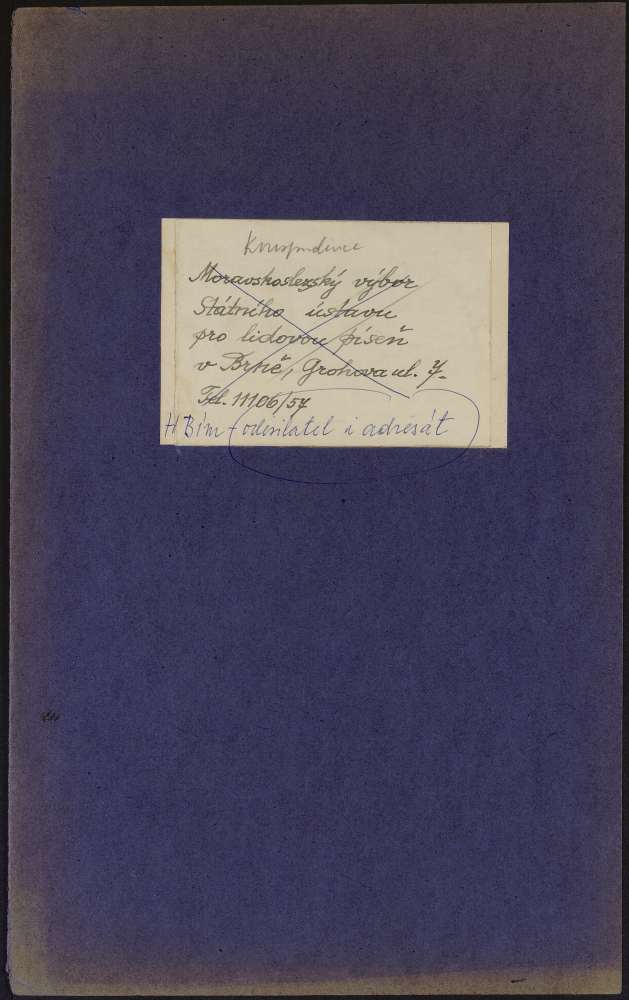 Korespondence
Moravskoslezský výbor
Státního ústavu
pro lidovou píseň
v Brně, Grohova ul. 7.
Tel. 11106/57
H Bím - odesilatel i adresát